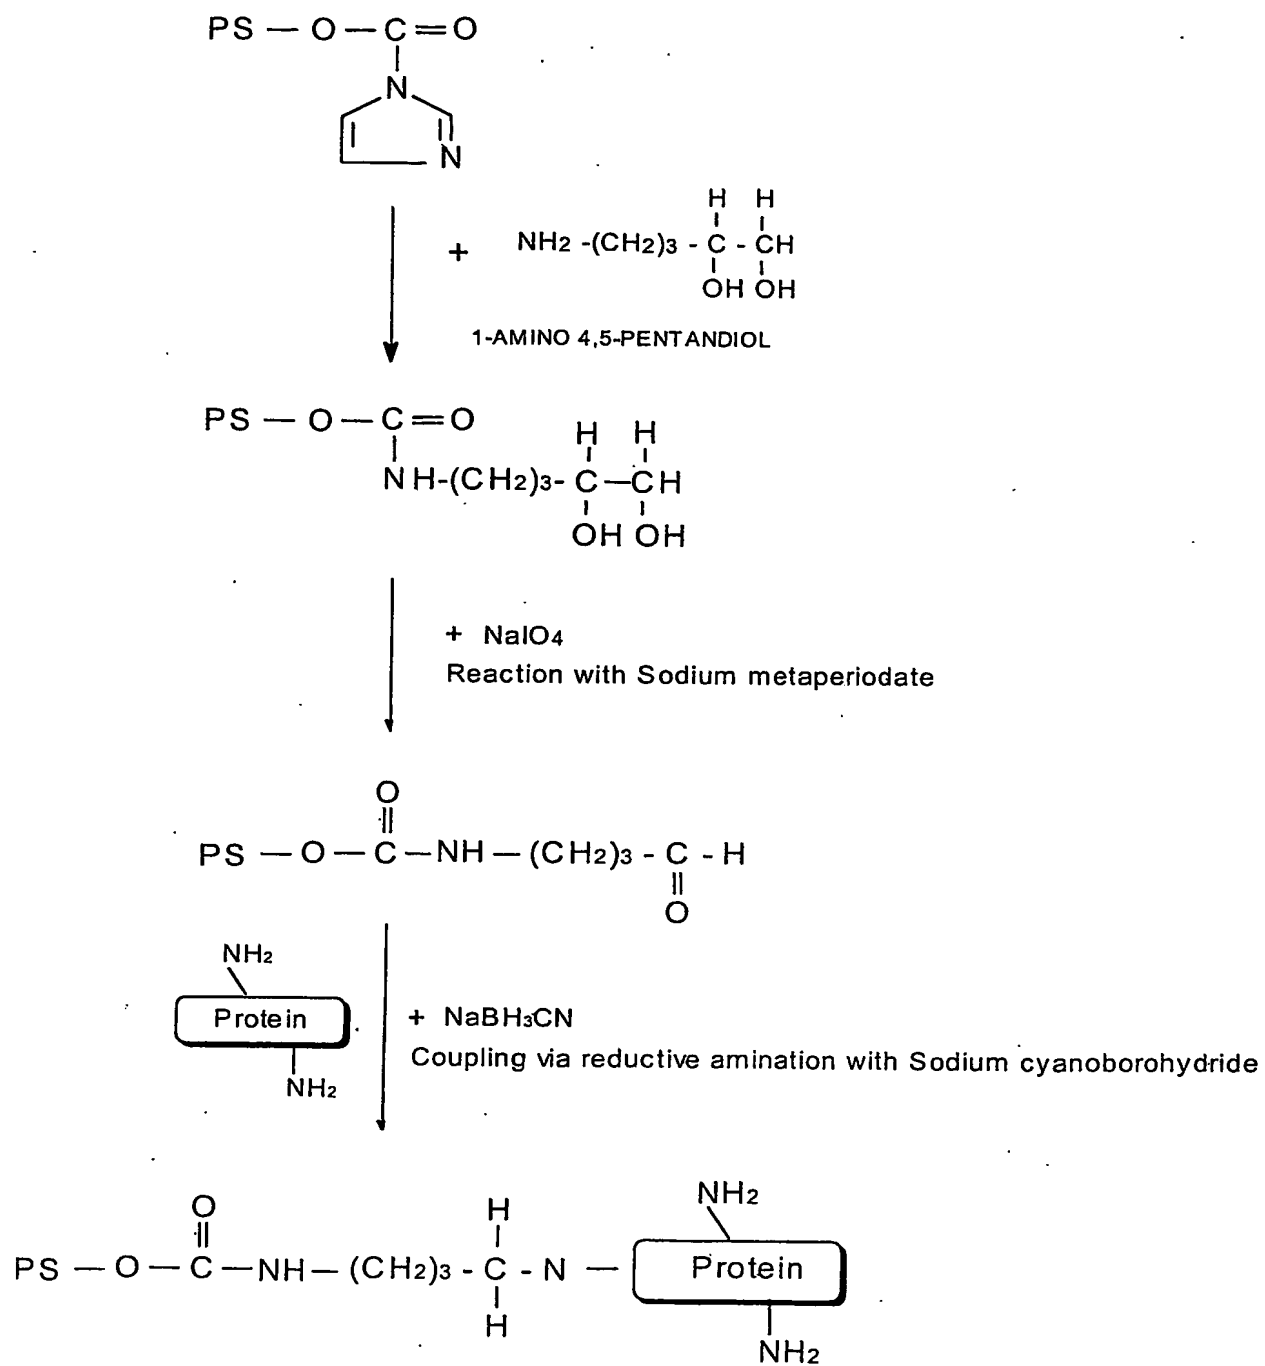 PS — O — C = O
N
N
H H
+ NH2 -(CH2)3 - C - CH
OH OH
1-AMINO 4,5-PENTANDIOL
PS — O — C = O
H H
NH-(CH2)3- C — CH
OH OH
+ NaIO4
Reaction with Sodium metaperiodate
O
PS — O — C — NH — (CH2)3 - C - H
O
NH2
Protein
NH2
+ NaBH3CN
Coupling via reductive amination with Sodium cyanoborohydride
O H NH2
PS — O — C — NH — (CH2)3 - C - N — Protein
H NH2